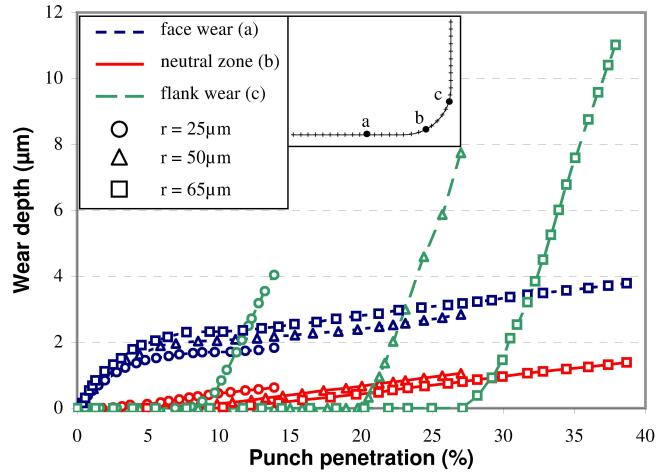 12
10
8
6
4
2
0
Wear depth (µm)
face wear (a)
neutral zone (b)
flank wear (c)
r = 25µm
r = 50µm
r = 65µm
a
b
c
0 5 10 15 20 25 30 35 40
Punch penetration (%)